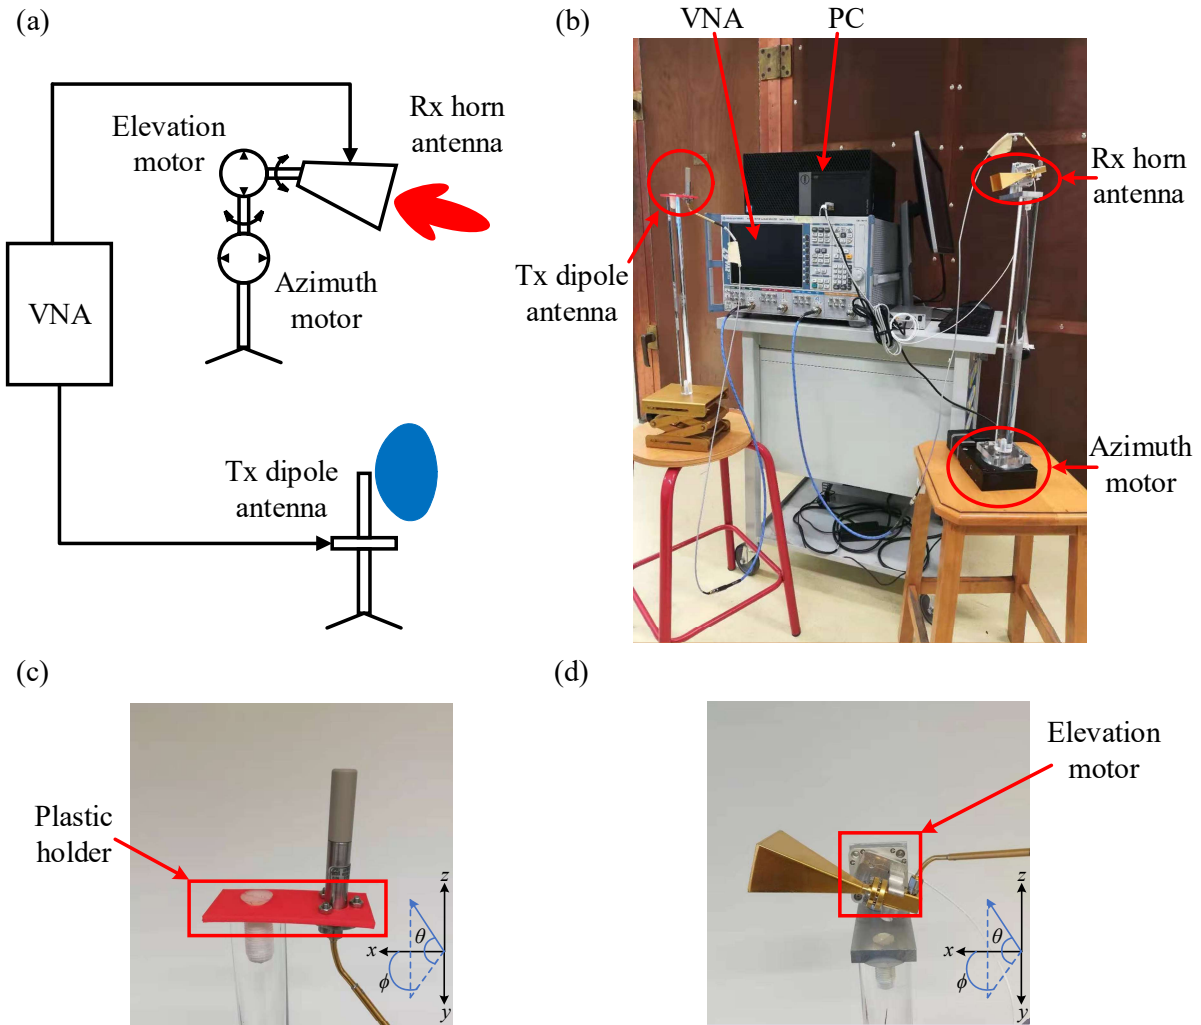 (a)
Elevation
motor
Rx horn
antenna
VNA
Azimuth
motor
Tx dipole
antenna
(b)
VNA
PC
Rx horn
antenna
Tx dipole
antenna
Azimuth
motor
(c)
Plastic
holder
z
θ
x
ϕ
y
(d)
Elevation
motor
z
θ
x
ϕ
y